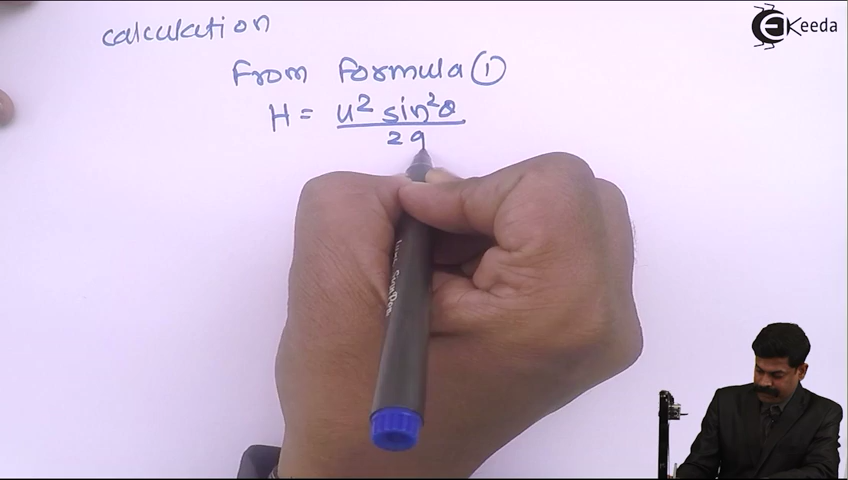 Keeda
calculation
From Formula ①
H = u² sin²θ
2g